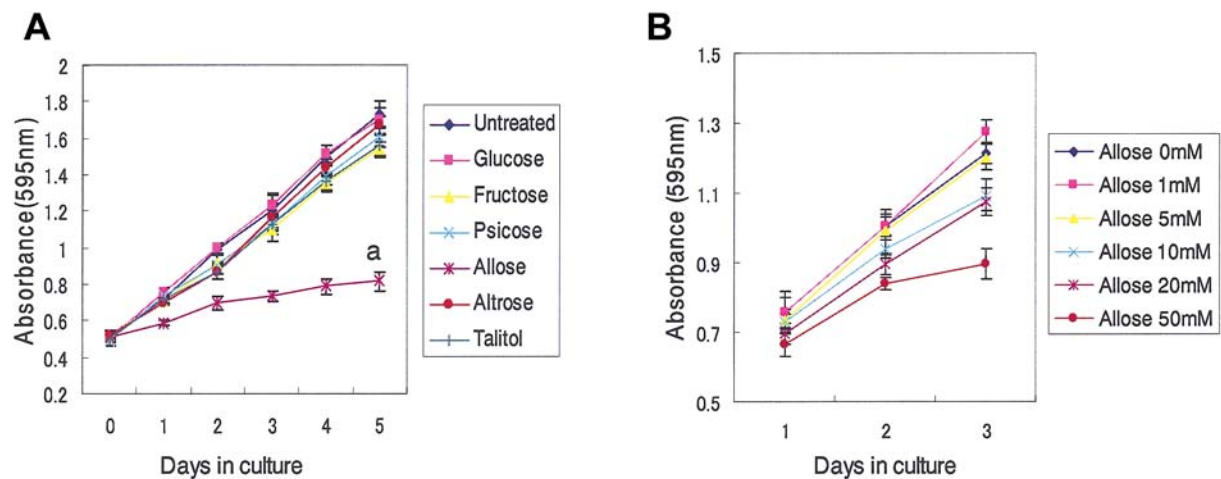 A
Absorbance(595nm)
2
1.8
1.6
1.4
1.2
1
0.8
0.6
0.4
0.2
0 1 2 3 4 5
Days in culture
a
Untreated
Glucose
Fructose
Psicose
Allose
Altrose
Talitol
B
Absorbance (595nm)
1.5
1.3
1.1
0.9
0.7
0.5
1 2 3
Days in culture
Allose 0mM
Allose 1mM
Allose 5mM
Allose 10mM
Allose 20mM
Allose 50mM